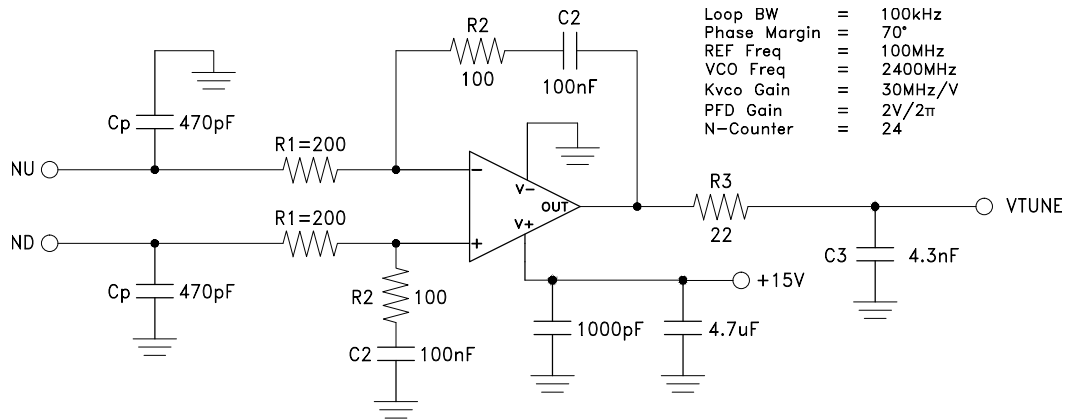 Loop BW = 100kHz
Phase Margin = 70°
REF Freq = 100MHz
VCO Freq = 2400MHz
Kvco Gain = 30MHz/V
PFD Gain = 2V/2π
N-Counter = 24
R2
100
C2
100nF
Cp
470pF
R1=200
NU
−
V−
OUT
V+
+
R3
22
VTUNE
R1=200
ND
Cp
470pF
R2
100
C2
100nF
+15V
1000pF
4.7uF
C3
4.3nF